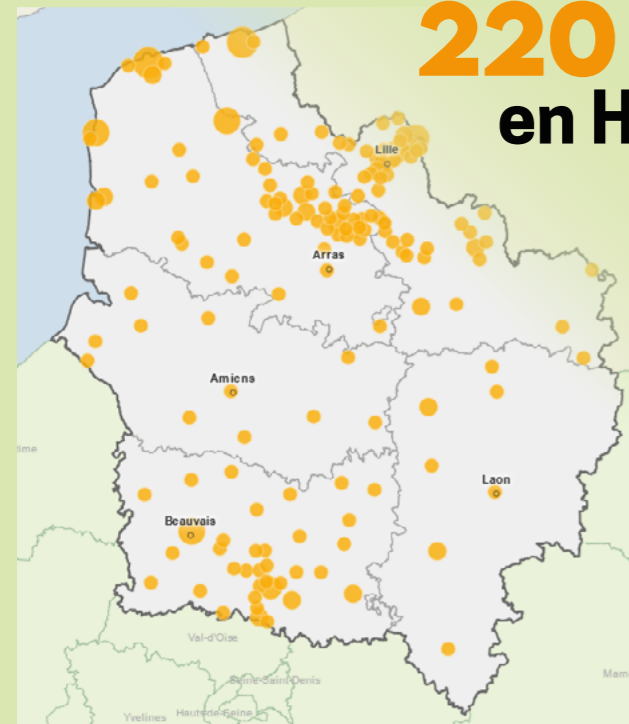 220
en H
Lille
Arras
Amiens
Laon
Beauvais
Val-d'Oise
Seine-Saint-Denis
Hauts-de-Seine
Yvelines